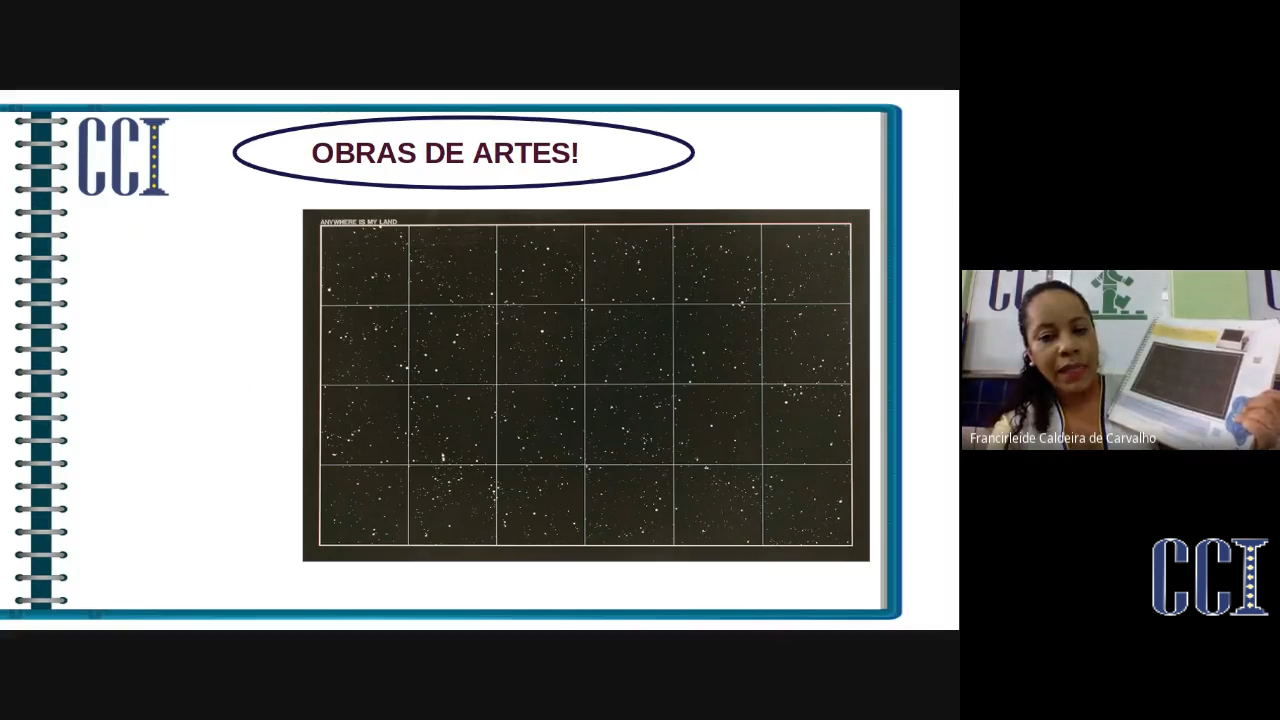 CCI
OBRAS DE ARTES!
ANYWHERE IS MY LAND
Francirleide Caldeira de Carvalho
CCI